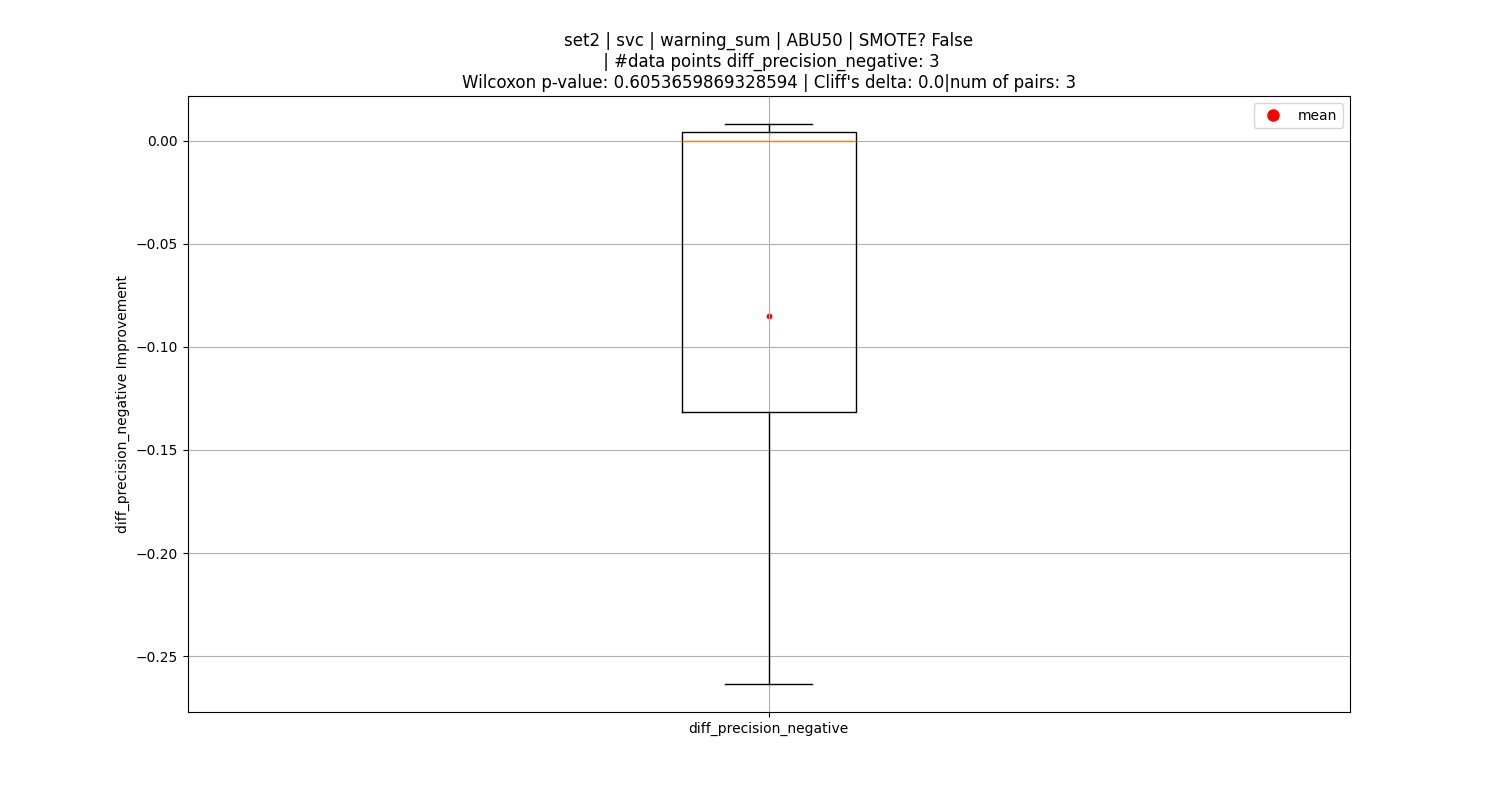 set2 | svc | warning_sum | ABU50 | SMOTE? False
| #data points diff_precision_negative: 3
Wilcoxon p-value: 0.6053659869328594 | Cliff's delta: 0.0|num of pairs: 3
mean
0.00
−0.05
−0.10
−0.15
−0.20
−0.25
diff_precision_negative Improvement
diff_precision_negative